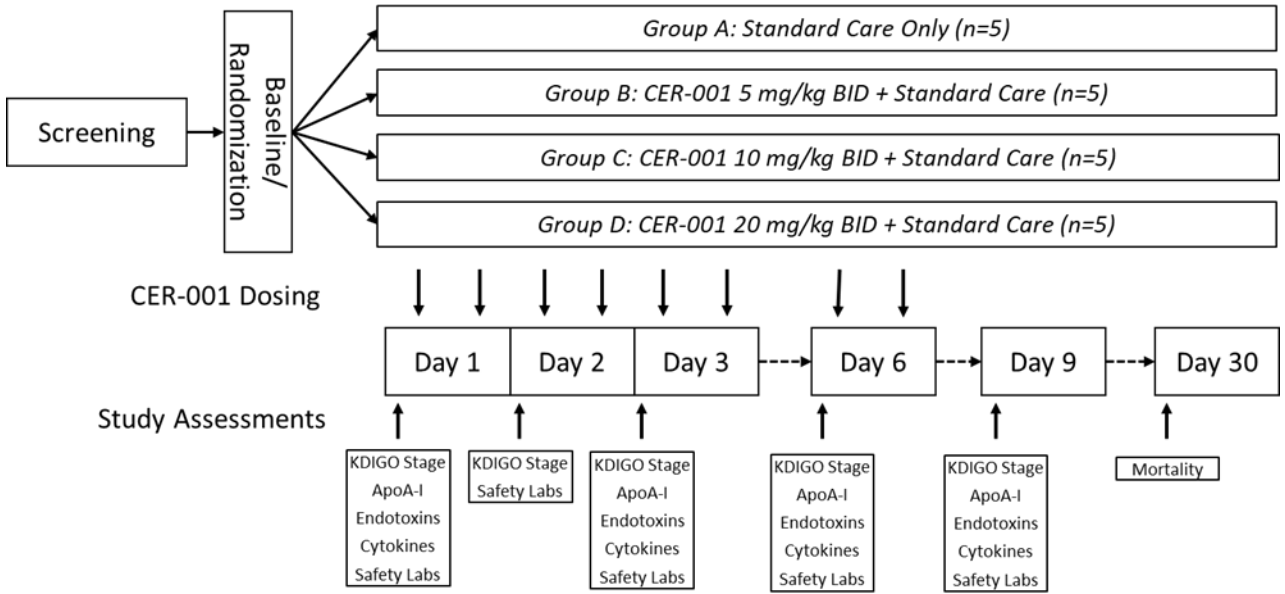 Screening
Baseline/
Randomization
Group A: Standard Care Only (n=5)
Group B: CER-001 5 mg/kg BID + Standard Care (n=5)
Group C: CER-001 10 mg/kg BID + Standard Care (n=5)
Group D: CER-001 20 mg/kg BID + Standard Care (n=5)
CER-001 Dosing
Day 1
Day 2
Day 3
Day 6
Day 9
Day 30
Study Assessments
KDIGO Stage
ApoA-I
Endotoxins
Cytokines
Safety Labs
KDIGO Stage
Safety Labs
KDIGO Stage
ApoA-I
Endotoxins
Cytokines
Safety Labs
KDIGO Stage
ApoA-I
Endotoxins
Cytokines
Safety Labs
KDIGO Stage
ApoA-I
Endotoxins
Cytokines
Safety Labs
Mortality